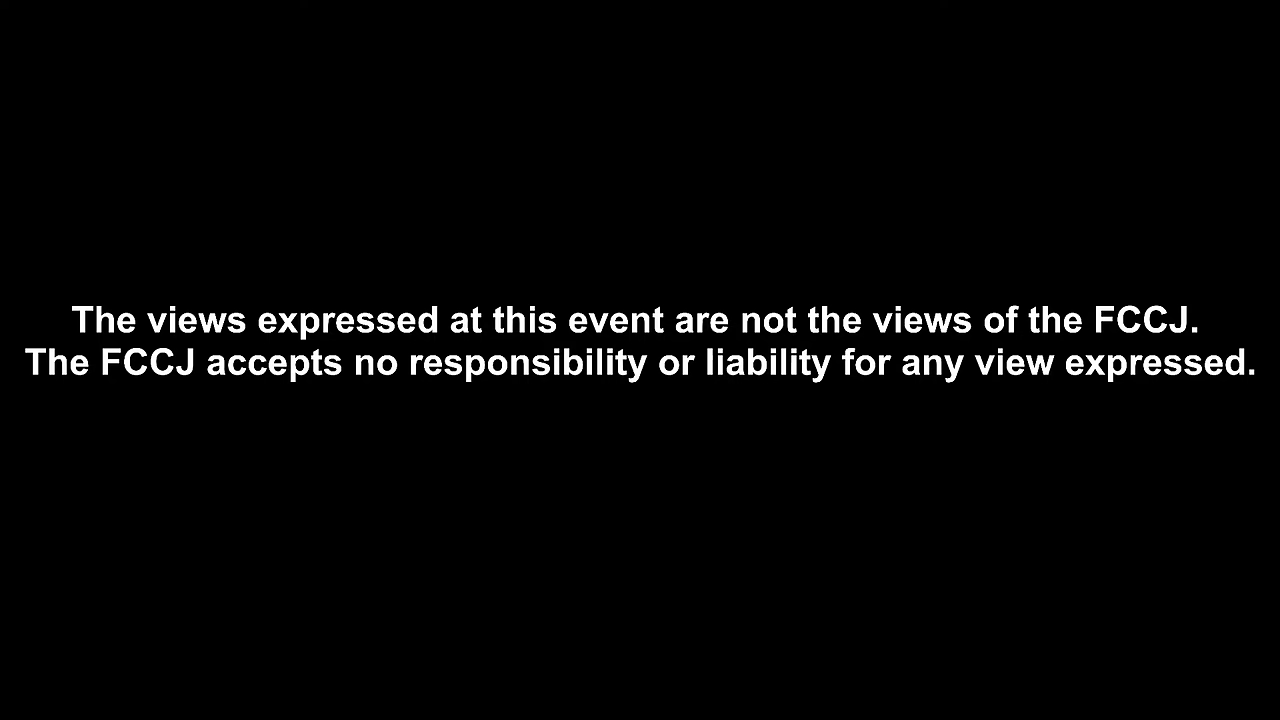 The views expressed at this event are not the views of the FCCJ.
The FCCJ accepts no responsibility or liability for any view expressed.